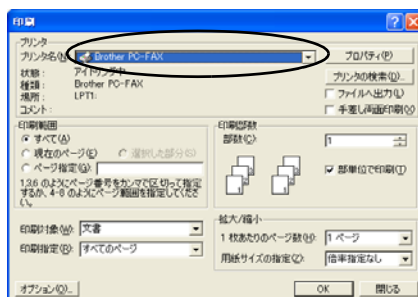 印刷
プリンタ
プリンタ名(N): Brother PC-FAX プロパティ(P)
状態: アイドリング中 プリンタの検索(D)...
種類: Brother PC-FAX ファイルへ出力(L)
場所: LPT1:
コメント: 手差し両面印刷(X)
印刷範囲 印刷部数
すべて(A) 部数(C): 1
現在のページ(E) 選択した部分(S)
ページ指定(G): 部単位で印刷(T)
1,3,6 のようにページ番号をカンマで区切って指定
するか、4-8 のようにページ範囲を指定してくださ
い。
拡大/縮小
印刷対象(W): 文書 1 枚あたりのページ数(H): 1 ページ
印刷指定(R): すべてのページ 用紙サイズの指定(Z): 倍率指定なし
オプション(O)... OK 閉じる